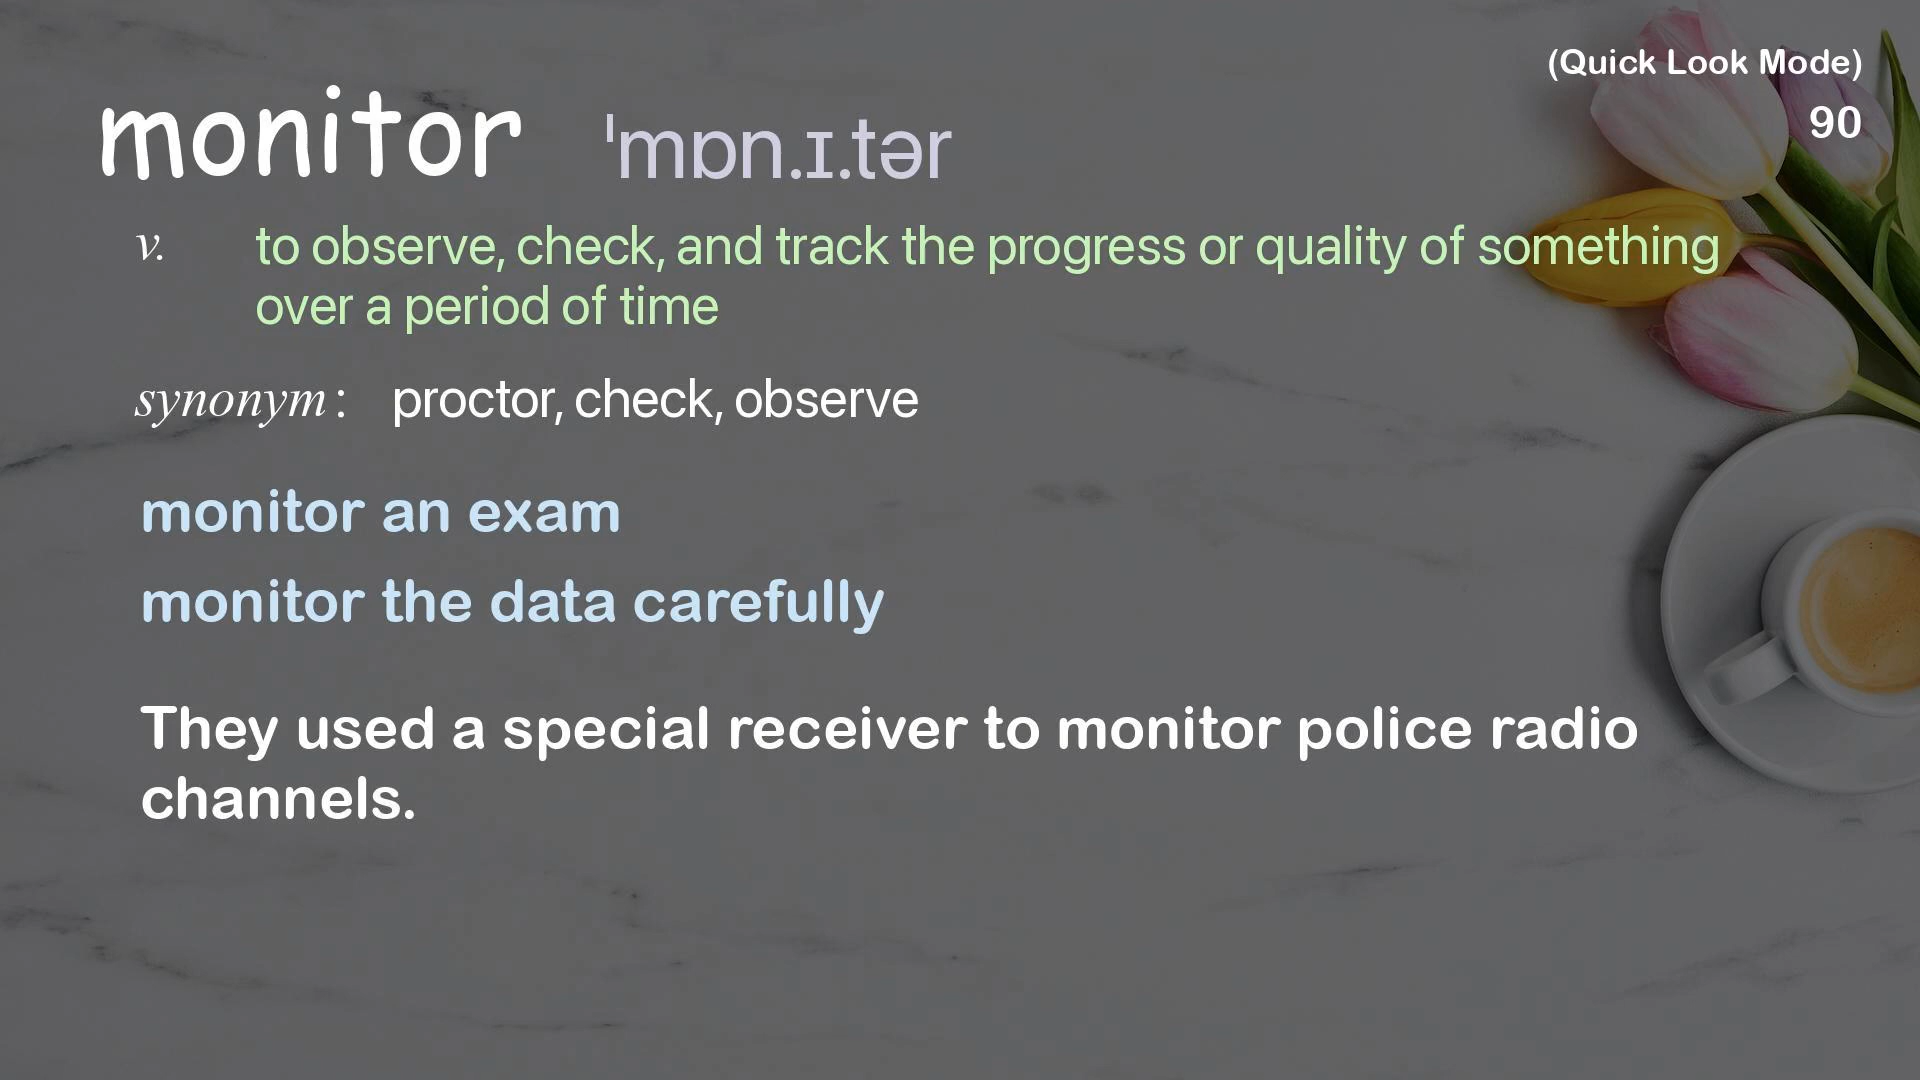 (Quick Look Mode)
90
monitor ˈmɒn.ɪ.tər
v. to observe, check, and track the progress or quality of something
over a period of time
synonym: proctor, check, observe
monitor an exam
monitor the data carefully
They used a special receiver to monitor police radio
channels.